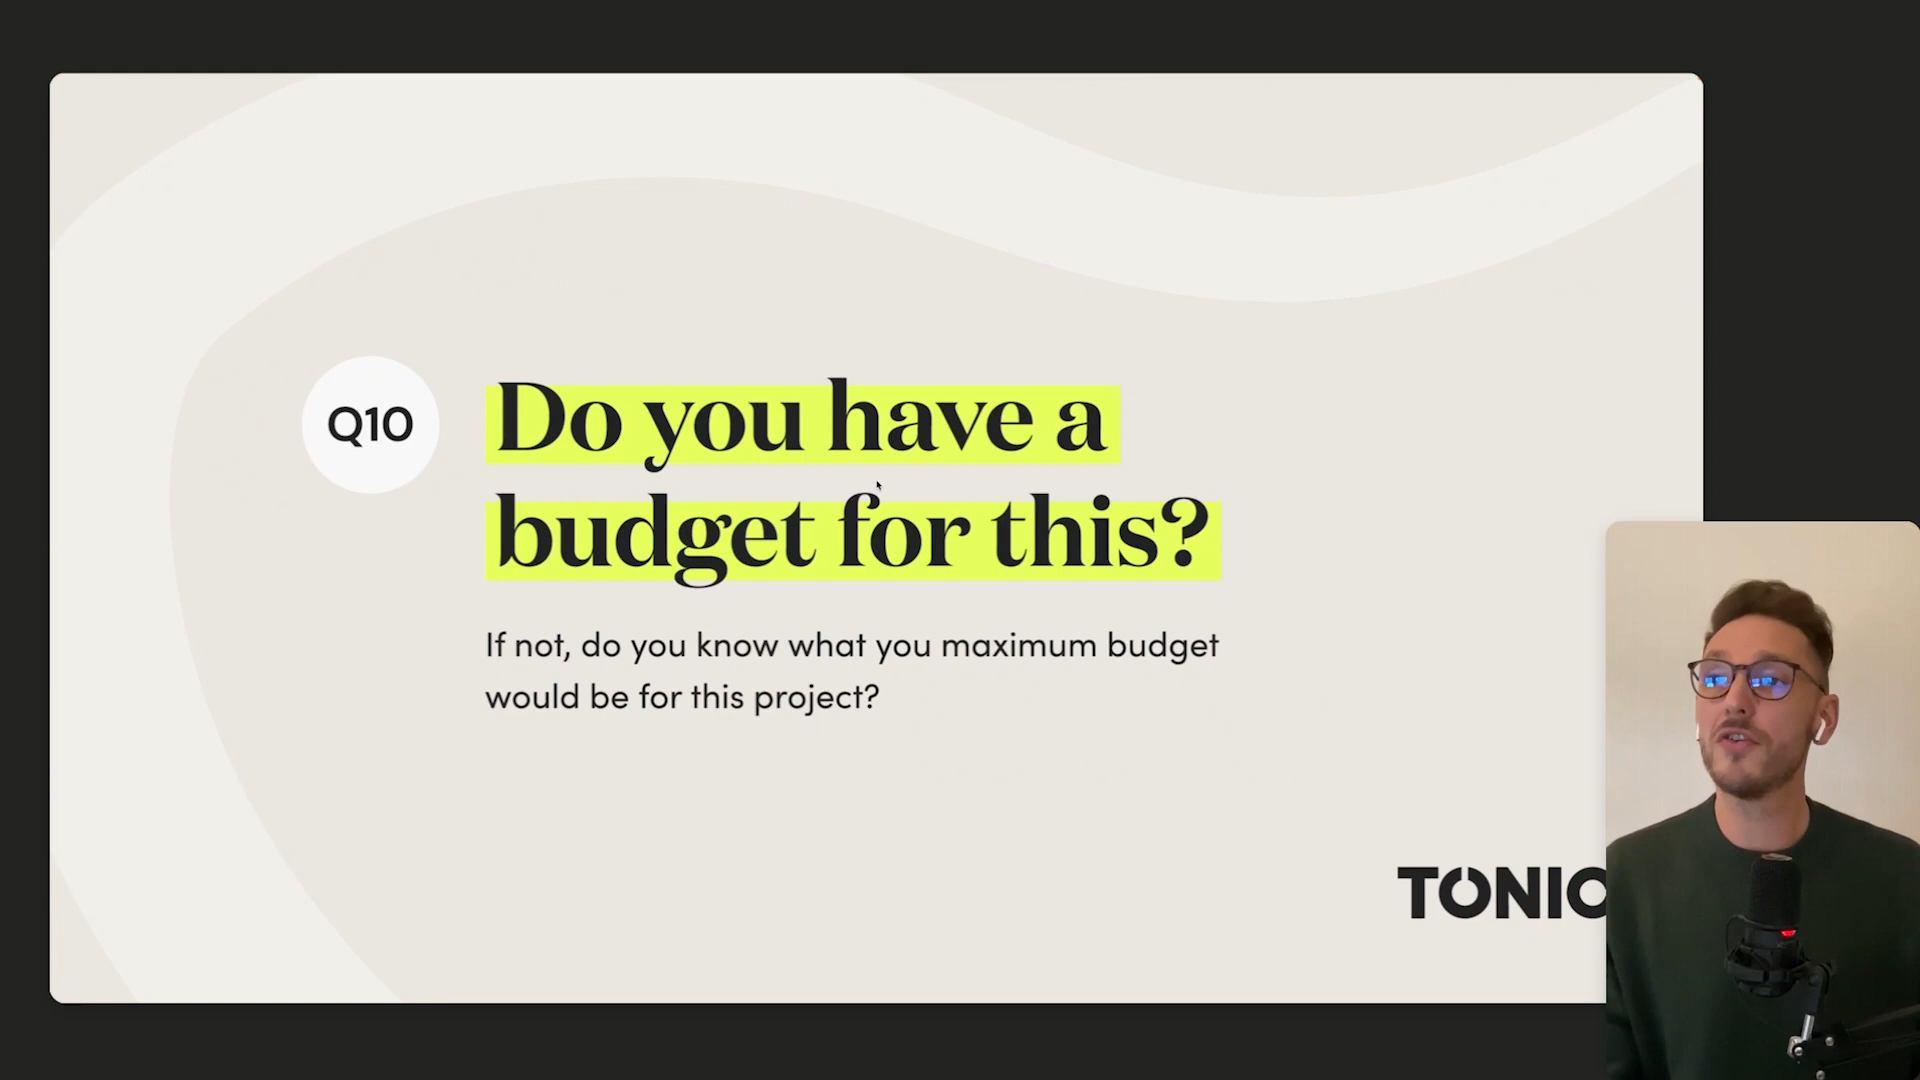 Q10
Do you have a
budget for this?
If not, do you know what you maximum budget
would be for this project?
TONIC